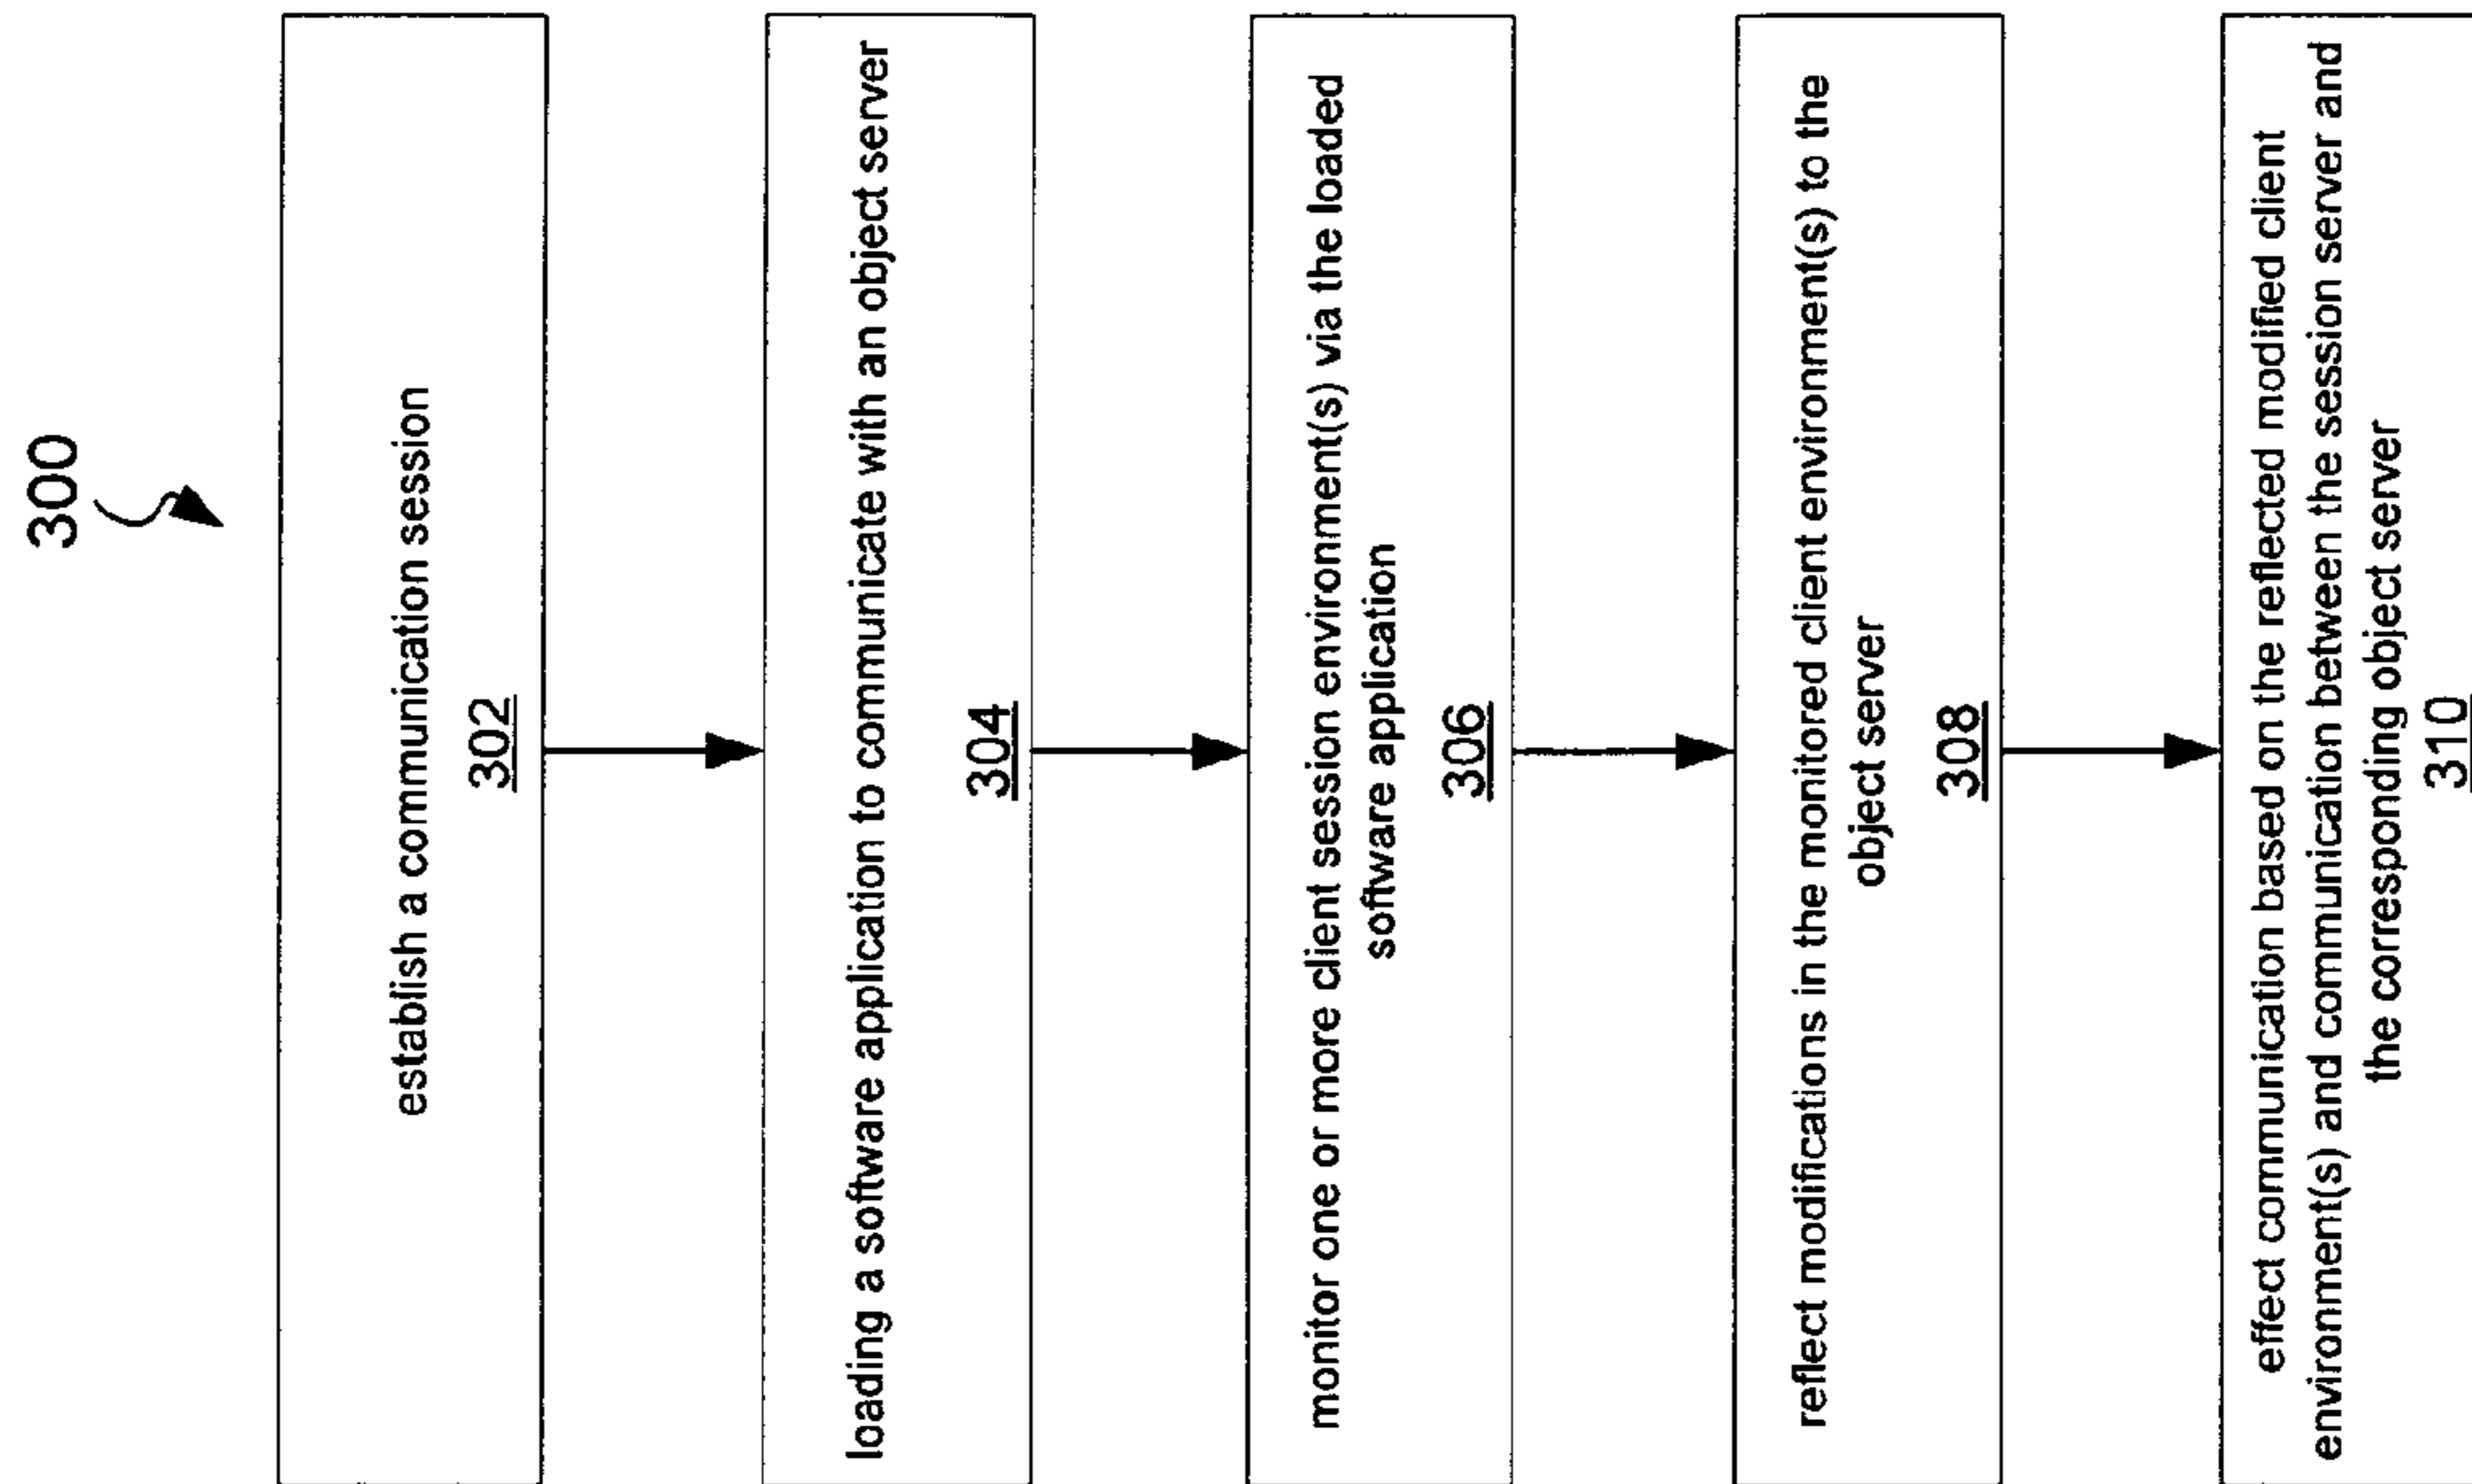 300
establish a communication session
302
loading a software application to communicate with an object server
304
monitor one or more client session environment(s) via the loaded
software application
306
reflect modifications in the monitored client environment(s) to the
object server
308
effect communication based on the reflected modified client
environment(s) and communication between the session server and
the corresponding object server
310